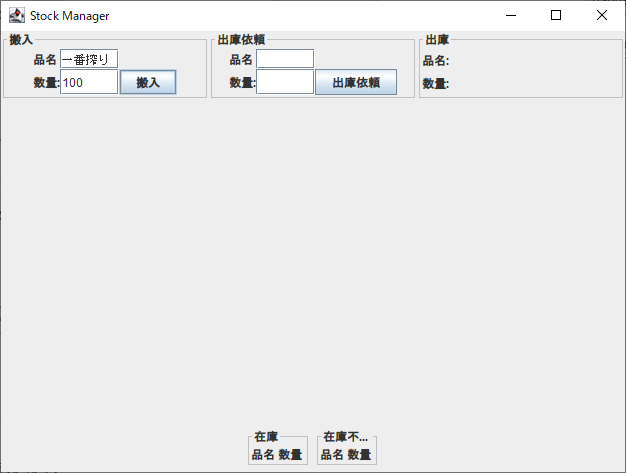 Stock Manager
搬入
品名 一番搾り
数量: 100 搬入
出庫依頼
品名
数量: 出庫依頼
出庫
品名:
数量:
在庫
品名 数量
在庫不...
品名 数量